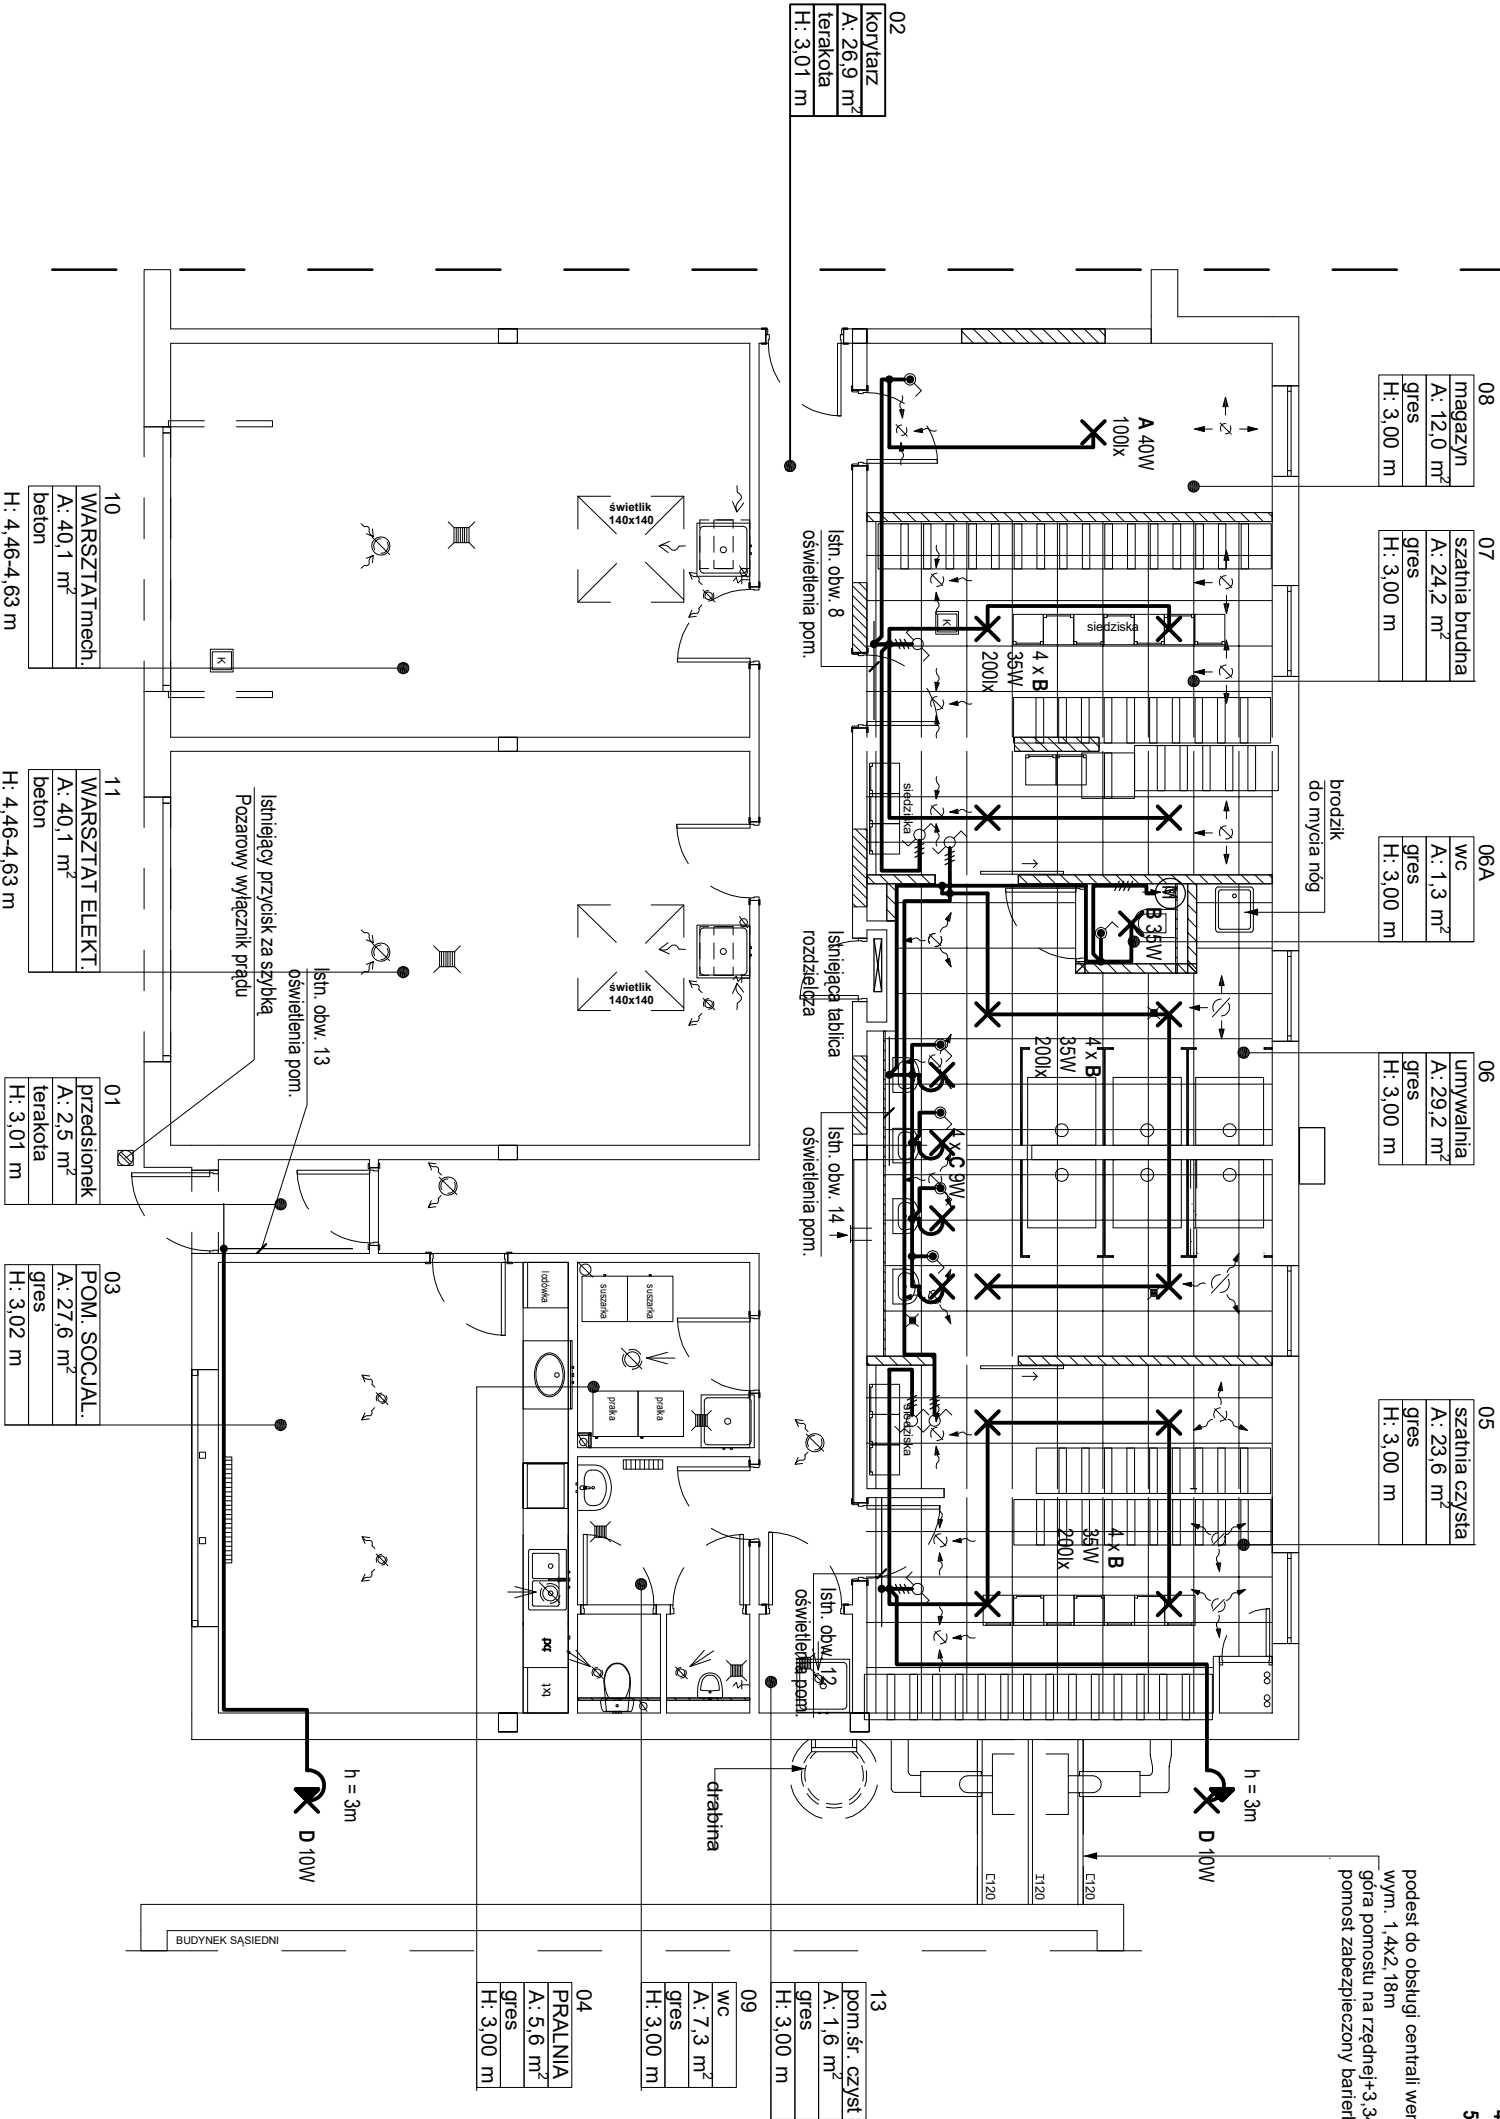 02
korytarz
A: 26,9 m²
terakota
H: 3,01 m
08
magazyn
A: 12,0 m²
gres
H: 3,00 m
07
szatnia brudna
A: 24,2 m²
gres
H: 3,00 m
06A
wc
A: 1,3 m²
gres
H: 3,00 m
06
umywalnia
A: 29,2 m²
gres
H: 3,00 m
05
szatnia czysta
A: 23,6 m²
gres
H: 3,00 m
brodzik
do mycia nóg
A 40W
100lx
siedziska
4 x B
35W
200lx
siedziska
K
M
B 35W
4 x B
35W
200lx
4 x C 9W
siedziska
4 x B
35W
200lx
Istn. obw. 8
oświetlenia pom.
Istniejąca tablica
rozdzielcza
Istn. obw. 14
oświetlenia pom.
Istn. obw. 12
oświetlenia pom.
świetlik
140x140
świetlik
140x140
K
10
WARSZTATmech.
A: 40,1 m²
beton
H: 4,46-4,63 m
11
WARSZTAT ELEKT.
A: 40,1 m²
beton
H: 4,46-4,63 m
Istniejący przycisk za szybką
Pożarowy wyłącznik prądu
Istn. obw. 13
oświetlenia pom.
01
przedsionek
A: 2,5 m²
terakota
H: 3,01 m
03
POM. SOCJAL.
A: 27,6 m²
gres
H: 3,02 m
lodówka
suszarka
suszarka
pralka
pralka
drabina
h = 3m
D 10W
h = 3m
D 10W
C120
I120
C120
podest do obsługi centrali
wym. 1,4x2,18m
góra pomostu na rzędnej+3,3
pomost zabezpieczony
BUDYNEK SĄSIEDNI
04
PRALNIA
A: 5,6 m²
gres
H: 3,00 m
09
wc
A: 7,3 m²
gres
H: 3,00 m
13
pom.śr. czyst
A: 1,6 m²
gres
H: 3,00 m
5